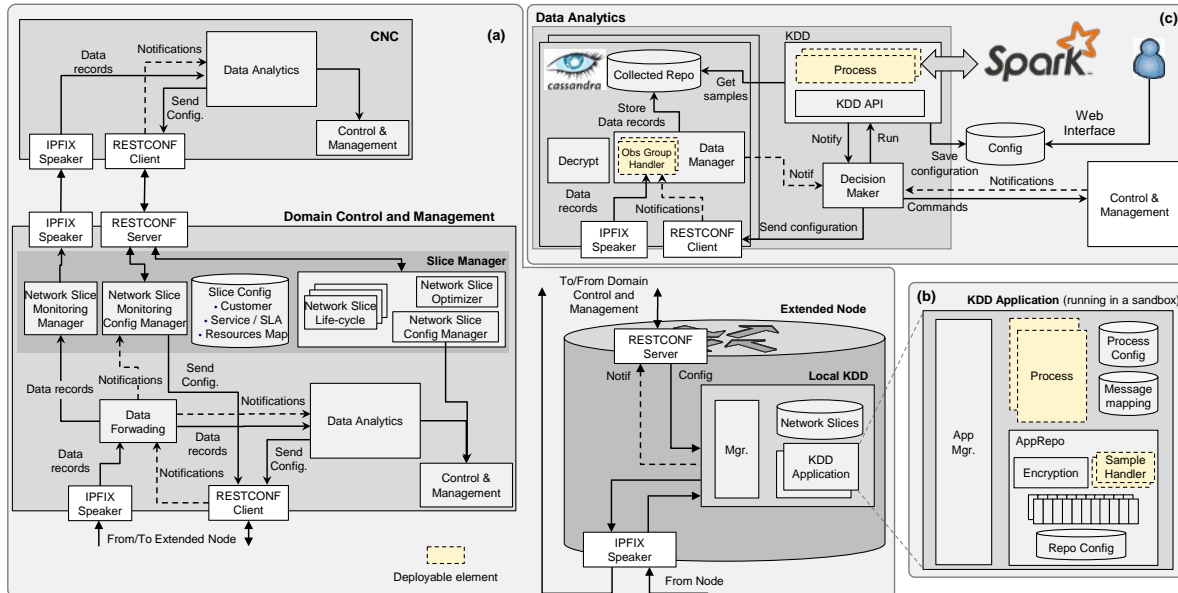 (a)
CNC
Data
records
Notifications
Data Analytics
Send
Config.
Control &
Management
IPFIX
Speaker
RESTCONF
Client
IPFIX
Speaker
RESTCONF
Server
Domain Control and Management
Slice Manager
Network Slice
Monitoring
Manager
Network Slice
Monitoring
Config Manager
Slice Config
• Customer
• Service / SLA
• Resources Map
Network Slice
Life-cycle
Network Slice
Optimizer
Network Slice
Config Manager
Data records
Notifications
Send
Config.
Notifications
Data
Forwading
Data
records
Data Analytics
Data
records
Notifications
Send
Config.
Control &
Management
IPFIX
Speaker
RESTCONF
Client
From/To Extended Node
Deployable element
To/From Domain
Control and
Management
Extended Node
RESTCONF
Server
Notif
Config
Local KDD
Mgr.
Network Slices
KDD
Application
IPFIX
Speaker
From Node
(c)
Data Analytics
cassandra
Collected Repo
Store
Data records
Get
samples
Decrypt
Obs Group
Handler
Data
Manager
Data
records
Notifications
IPFIX
Speaker
RESTCONF
Client
KDD
Process
KDD API
Spark
TM
Notify
Run
Save
configuration
Config
Web
Interface
Notif
Decision
Maker
Notifications
Commands
Control &
Management
Send configuration
(b)
KDD Application (running in a sandbox)
App
Mgr.
Process
Process
Config
Message
mapping
AppRepo
Encryption
Sample
Handler
Repo Config